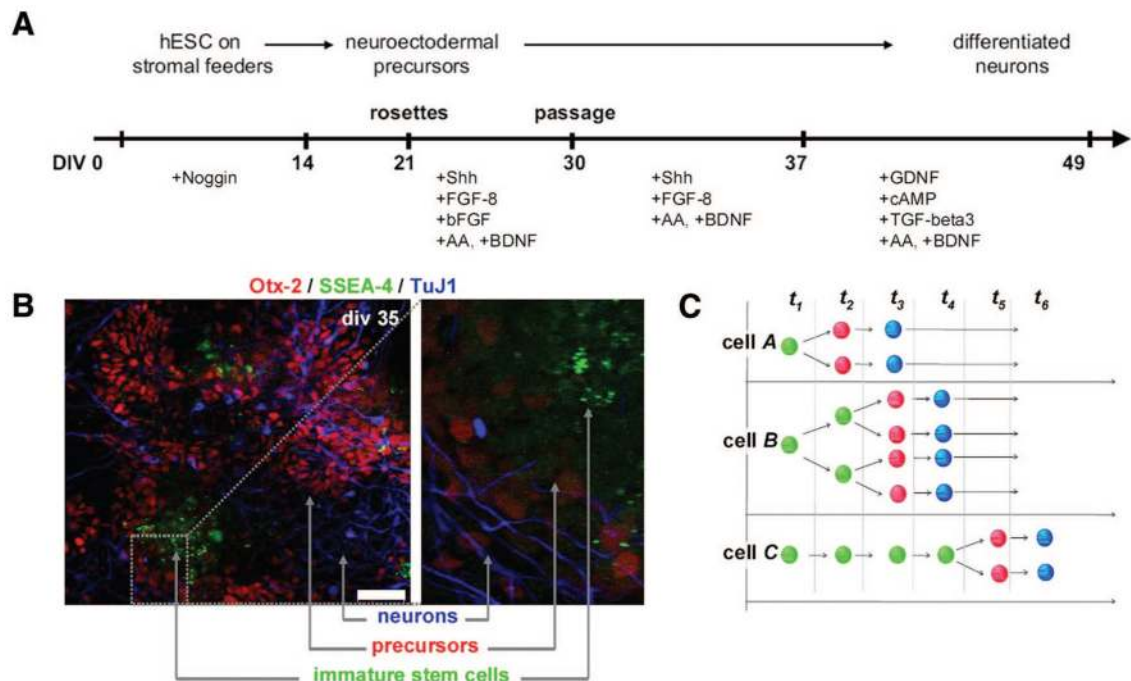 A
hESC on
stromal feeders
neuroectodermal
precursors
differentiated
neurons
rosettes
passage
DIV 0
14
21
30
37
49
+Noggin
+Shh
+FGF-8
+bFGF
+AA, +BDNF
+Shh
+FGF-8
+AA, +BDNF
+GDNF
+cAMP
+TGF-beta3
+AA, +BDNF
B
Otx-2 / SSEA-4 / TuJ1
div 35
neurons
precursors
immature stem cells
C
t1 t2 t3 t4 t5 t6
cell A
cell B
cell C